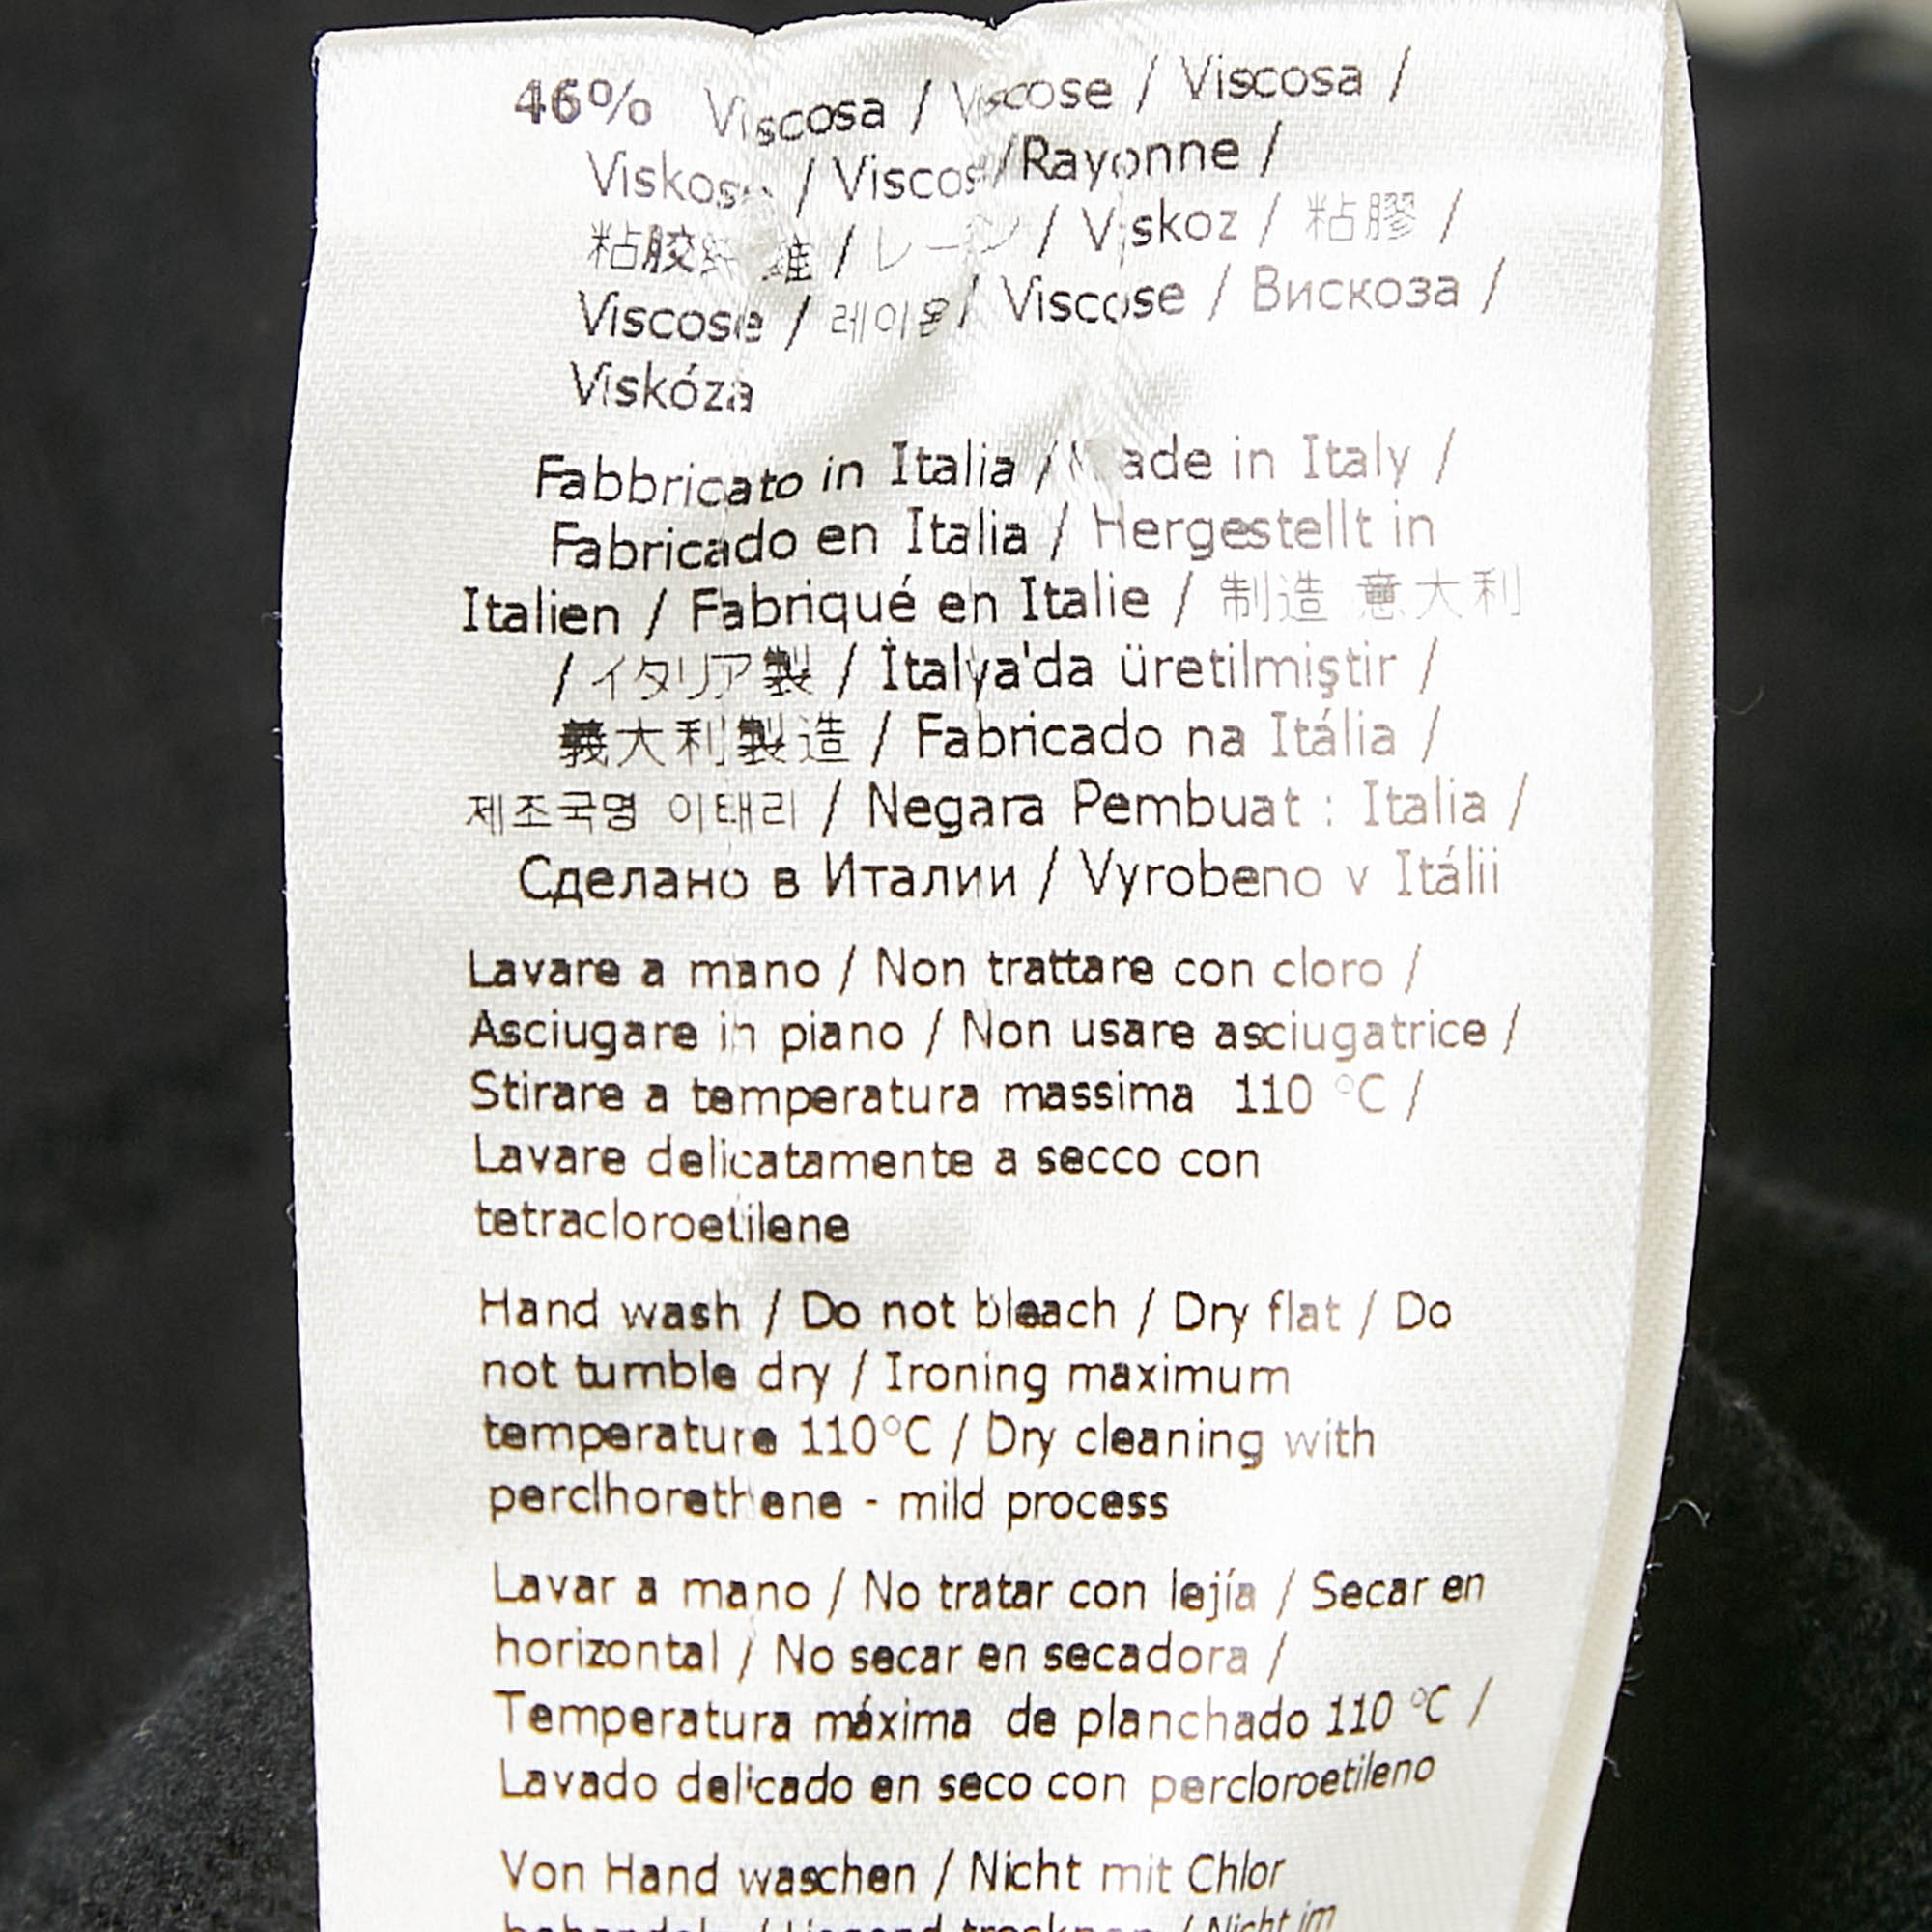 46% Viscosa / Viscose / Viscosa /
Viskose / Viscose/Rayonne /
粘胶纤维 / レーヨン / Viskoz / 粘膠 /
Viscose / 레이온 / Viscose / Вискоза /
Viskóza
Fabbricato in Italia / Made in Italy /
Fabricado en Italia / Hergestellt in
Italien / Fabriqué en Italie / 制造 意大利
/ イタリア製 / İtalya'da üretilmiştir /
義大利製造 / Fabricado na Itália /
제조국명 이태리 / Negara Pembuat : Italia /
Сделано в Италии / Vyrobeno v Itálii
Lavare a mano / Non trattare con cloro /
Asciugare in piano / Non usare asciugatrice /
Stirare a temperatura massima 110 °C /
Lavare delicatamente a secco con
tetracloroetilene
Hand wash / Do not bleach / Dry flat / Do
not tumble dry / Ironing maximum
temperature 110°C / Dry cleaning with
perclhorethene - mild process
Lavar a mano / No tratar con lejía / Secar en
horizontal / No secar en secadora /
Temperatura máxima de planchado 110 °C /
Lavado delicado en seco con percloroetileno
Von Hand waschen / Nicht mit Chlor
behandeln / Liegend trocknen / Nicht im